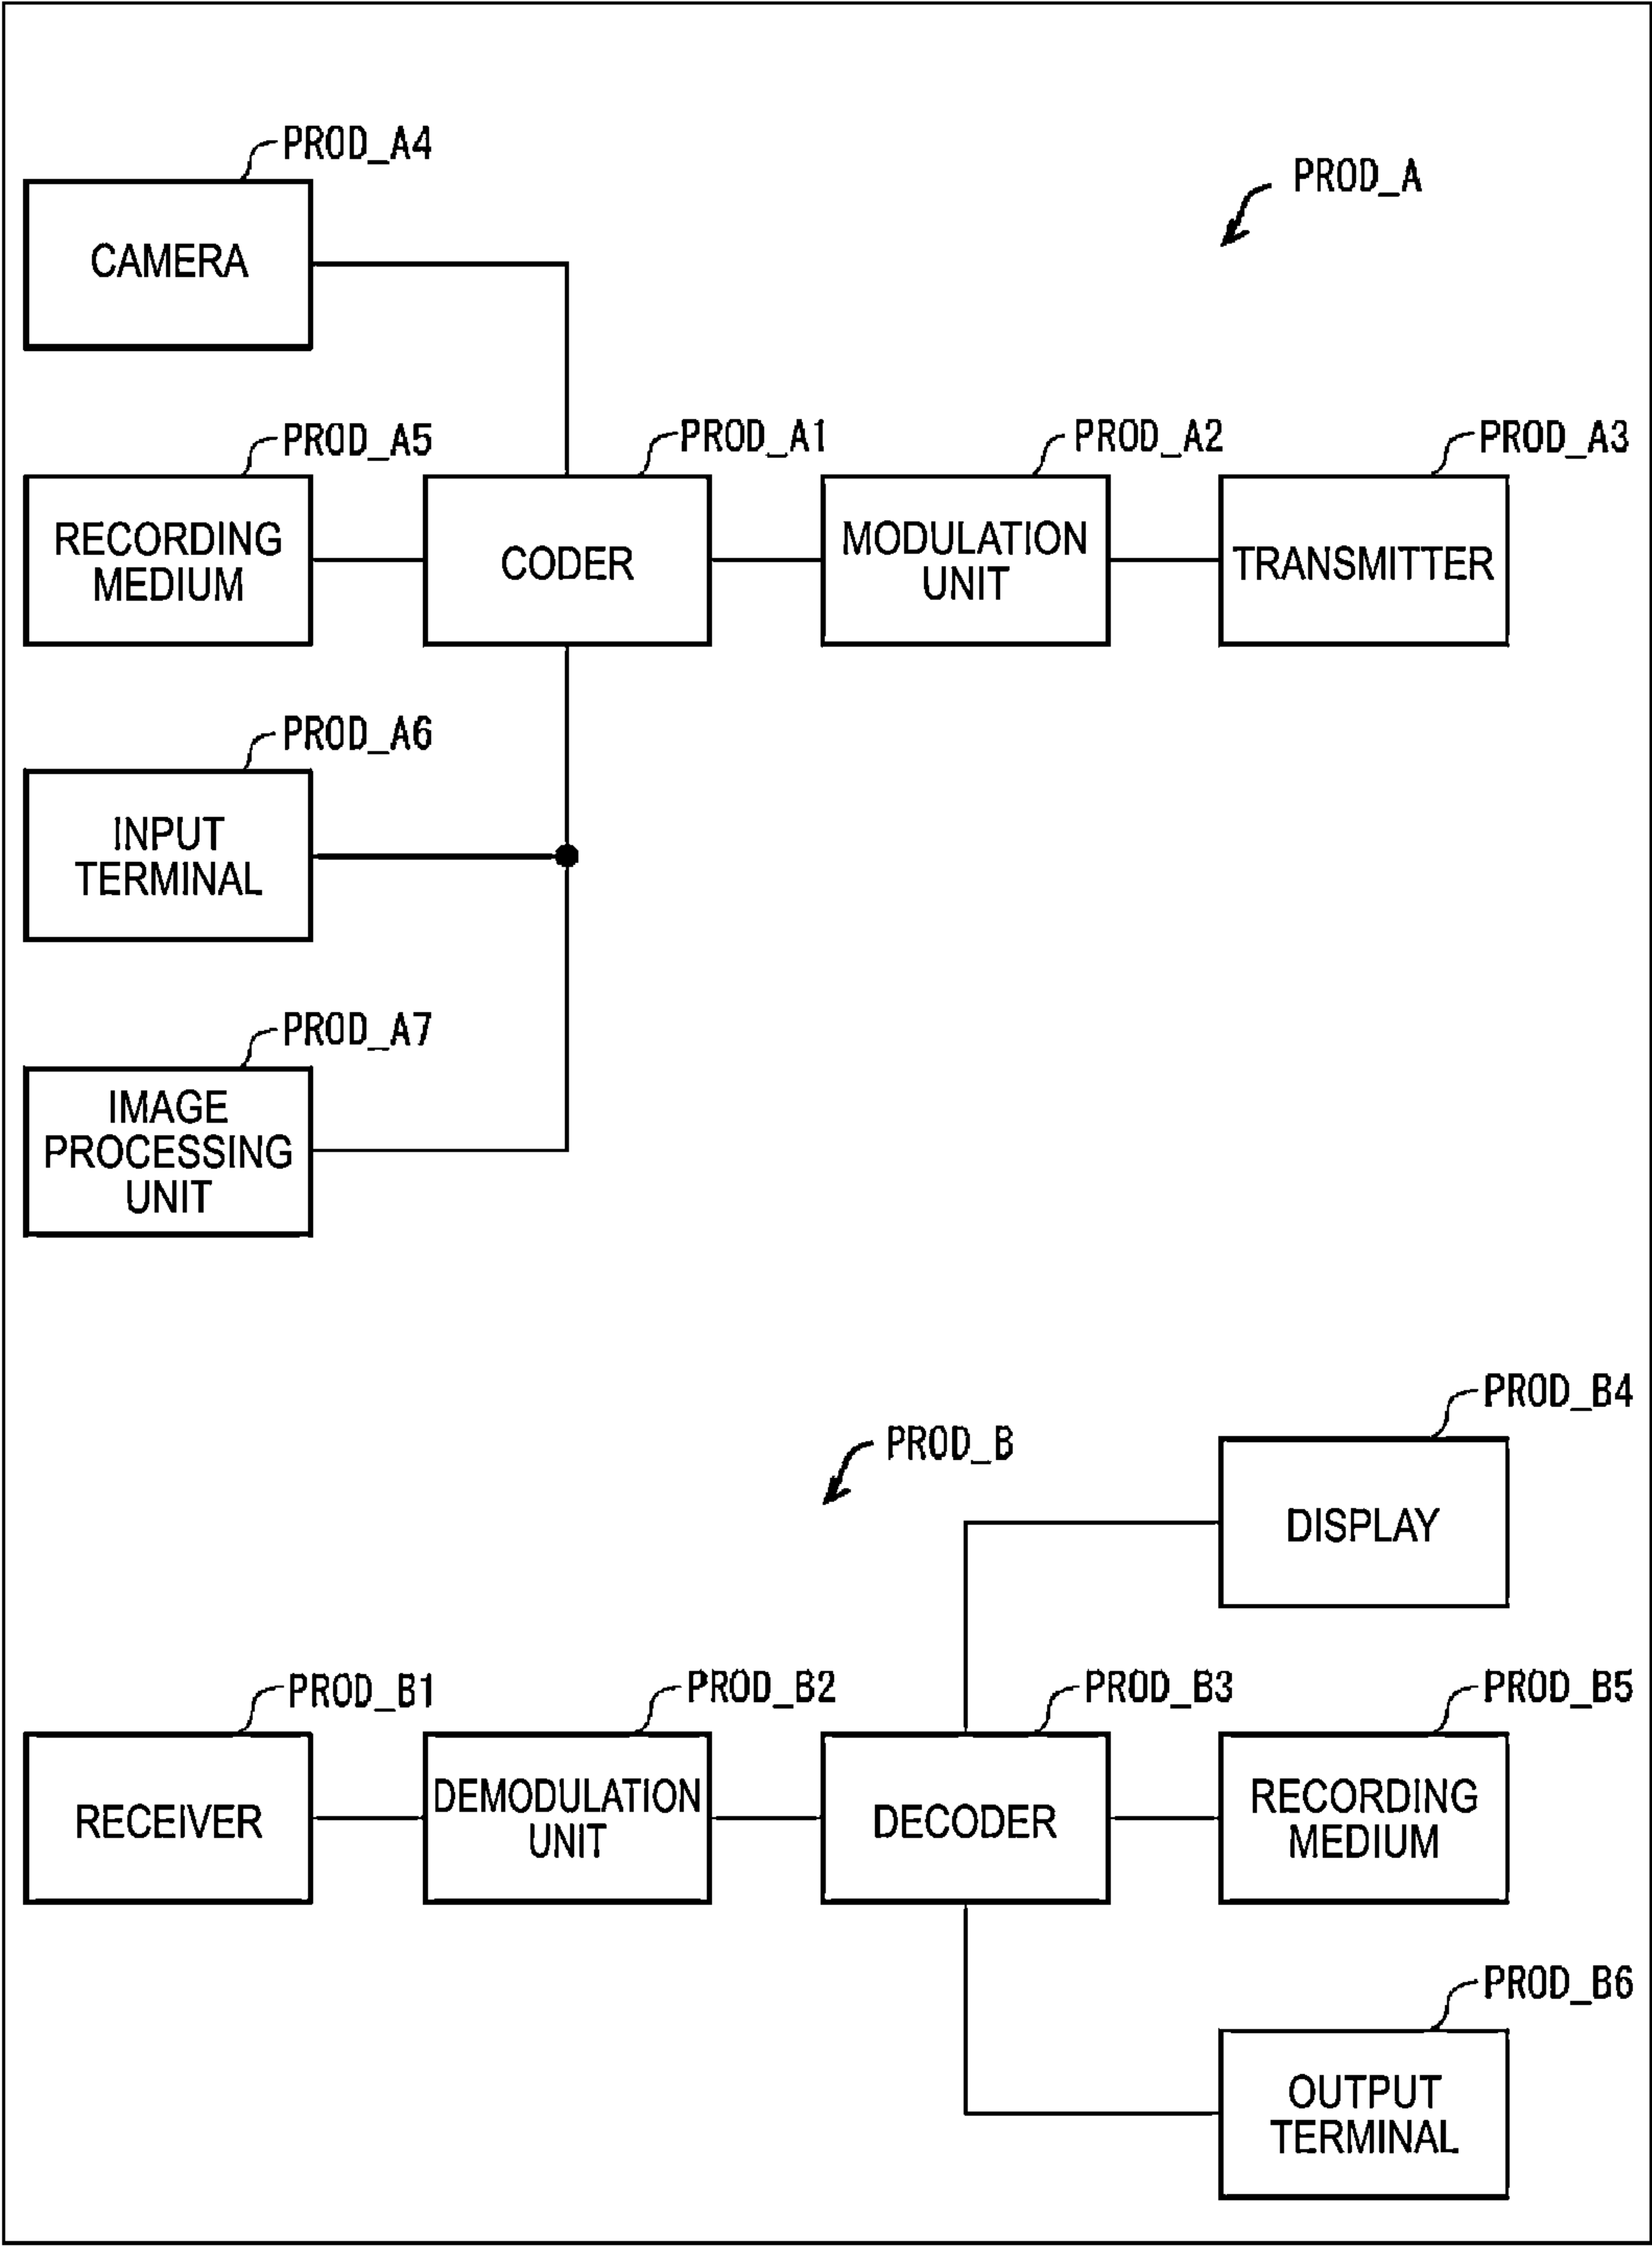 PROD_A4
PROD_A
CAMERA
PROD_A5
PROD_A1
PROD_A2
PROD_A3
RECORDING
MEDIUM
CODER
MODULATION
UNIT
TRANSMITTER
PROD_A6
INPUT
TERMINAL
PROD_A7
IMAGE
PROCESSING
UNIT
PROD_B4
PROD_B
DISPLAY
PROD_B1
PROD_B2
PROD_B3
PROD_B5
RECEIVER
DEMODULATION
UNIT
DECODER
RECORDING
MEDIUM
PROD_B6
OUTPUT
TERMINAL